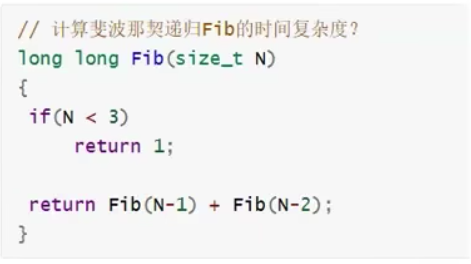 // 计算斐波那契递归Fib的时间复杂度？
long long Fib(size_t N)
{
if(N < 3)
return 1;
return Fib(N-1) + Fib(N-2);
}